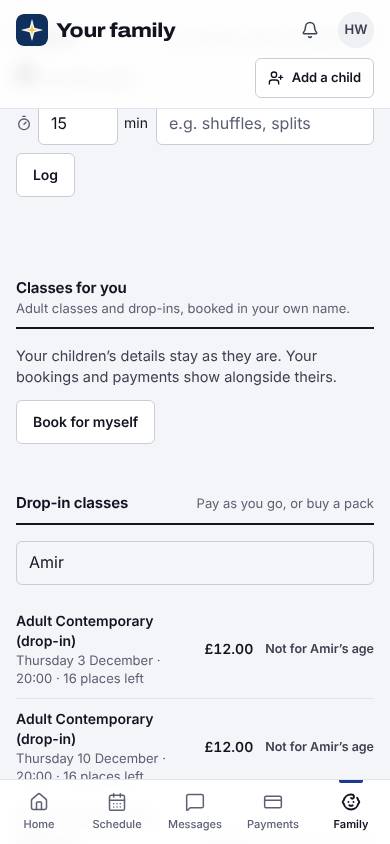 Your family
HW
Add a child
15
min
e.g. shuffles, splits
Log
Classes for you
Adult classes and drop-ins, booked in your own name.
Your children’s details stay as they are. Your
bookings and payments show alongside theirs.
Book for myself
Drop-in classes
Pay as you go, or buy a pack
Amir
Adult Contemporary
(drop-in)
Thursday 3 December ·
20:00 · 16 places left
£12.00
Not for Amir’s age
Adult Contemporary
(drop-in)
Thursday 10 December ·
20:00 · 16 places left
£12.00
Not for Amir’s age
Home
Schedule
Messages
Payments
Family